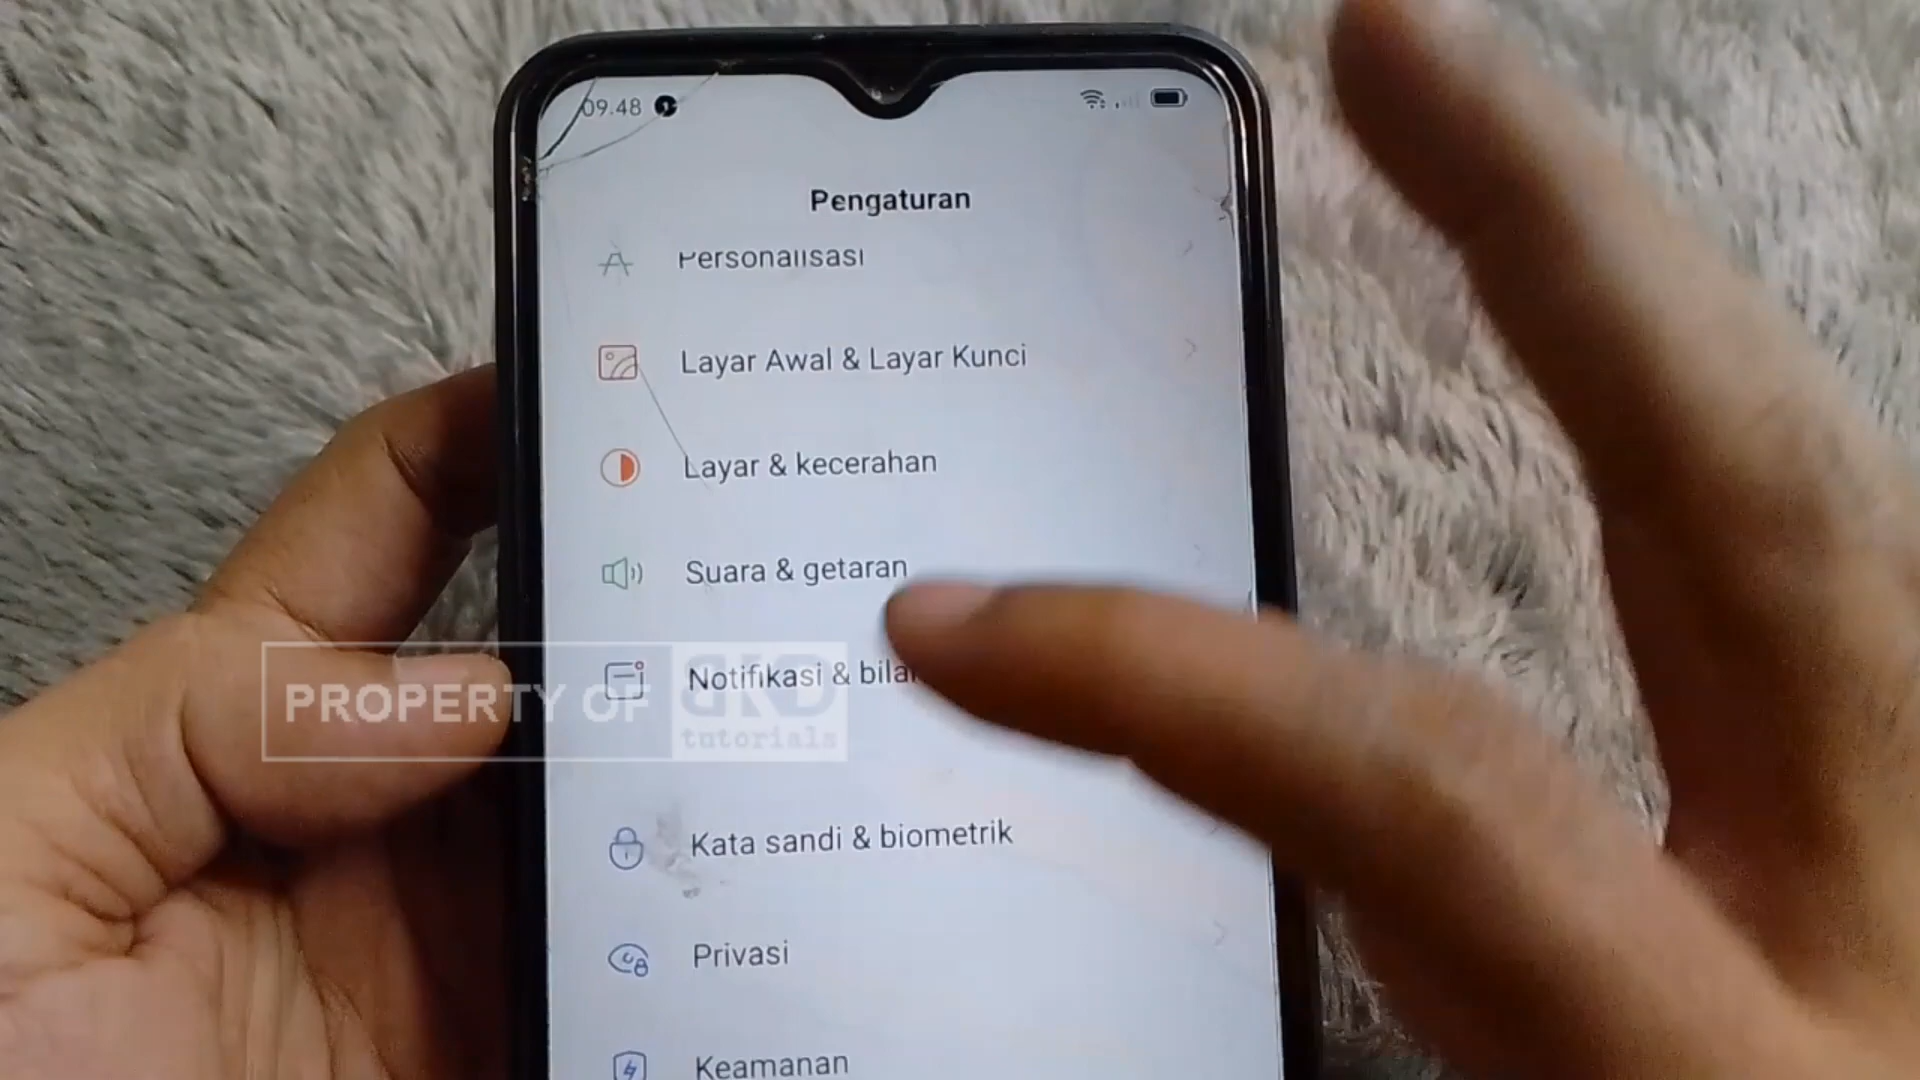 09.48
Pengaturan
Personalisasi
Layar Awal & Layar Kunci
Layar & kecerahan
Suara & getaran
Notifikasi & bila
PROPERTY OF
tutorials
Kata sandi & biometrik
Privasi
Keamanan